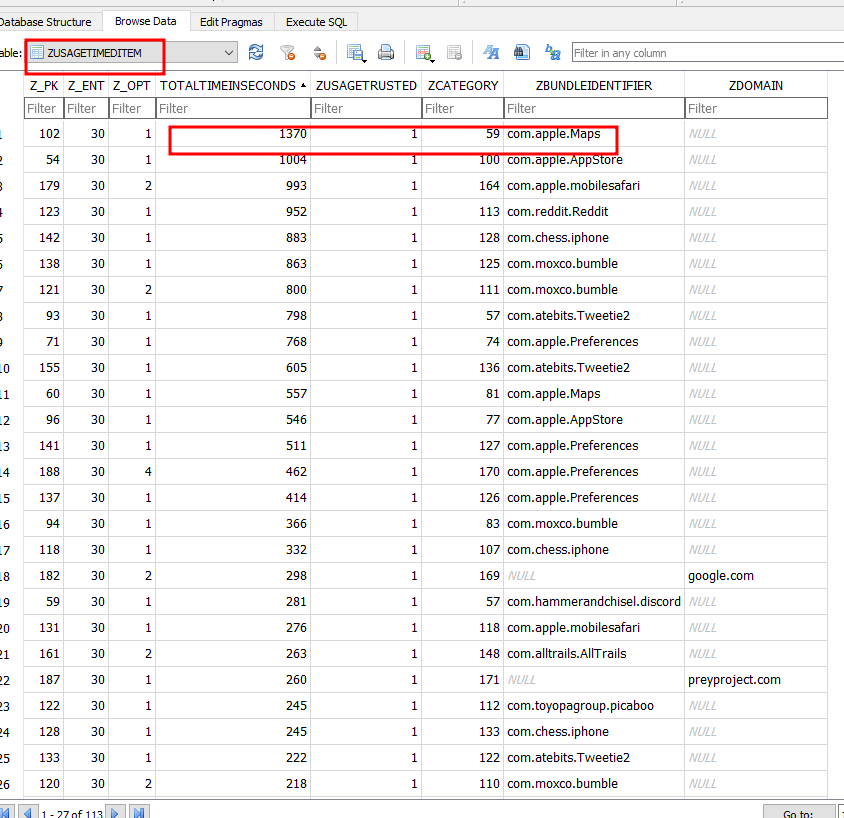 Database Structure Browse Data Edit Pragmas Execute SQL
able: ZUSAGETIMEDITEM Filter in any column
Z_PK Z_ENT Z_OPT TOTALTIMEINSECONDS ZUSAGETRUSTED ZCATEGORY ZBUNDLEIDENTIFIER ZDOMAIN
Filter Filter Filter Filter Filter Filter Filter Filter
1 102 30 1 1370 1 59 com.apple.Maps NULL
2 54 30 1 1004 1 100 com.apple.AppStore NULL
3 179 30 2 993 1 164 com.apple.mobilesafari NULL
4 123 30 1 952 1 113 com.reddit.Reddit NULL
5 142 30 1 883 1 128 com.chess.iphone NULL
6 138 30 1 863 1 125 com.moxco.bumble NULL
7 121 30 2 800 1 111 com.moxco.bumble NULL
8 93 30 1 798 1 57 com.atebits.Tweetie2 NULL
9 71 30 1 768 1 74 com.apple.Preferences NULL
10 155 30 1 605 1 136 com.atebits.Tweetie2 NULL
11 60 30 1 557 1 81 com.apple.Maps NULL
12 96 30 1 546 1 77 com.apple.AppStore NULL
13 141 30 1 511 1 127 com.apple.Preferences NULL
14 188 30 4 462 1 170 com.apple.Preferences NULL
15 137 30 1 414 1 126 com.apple.Preferences NULL
16 94 30 1 366 1 83 com.moxco.bumble NULL
17 118 30 1 332 1 107 com.chess.iphone NULL
18 182 30 2 298 1 169 NULL google.com
19 59 30 1 281 1 57 com.hammerandchisel.discord NULL
20 131 30 1 276 1 118 com.apple.mobilesafari NULL
21 161 30 2 263 1 148 com.alltrails.AllTrails NULL
22 187 30 1 260 1 171 NULL preyproject.com
23 122 30 1 245 1 112 com.toyopagroup.picaboo NULL
24 128 30 1 245 1 133 com.chess.iphone NULL
25 133 30 1 222 1 122 com.atebits.Tweetie2 NULL
26 120 30 2 218 1 110 com.moxco.bumble NULL
1 - 27 of 113 Go to: